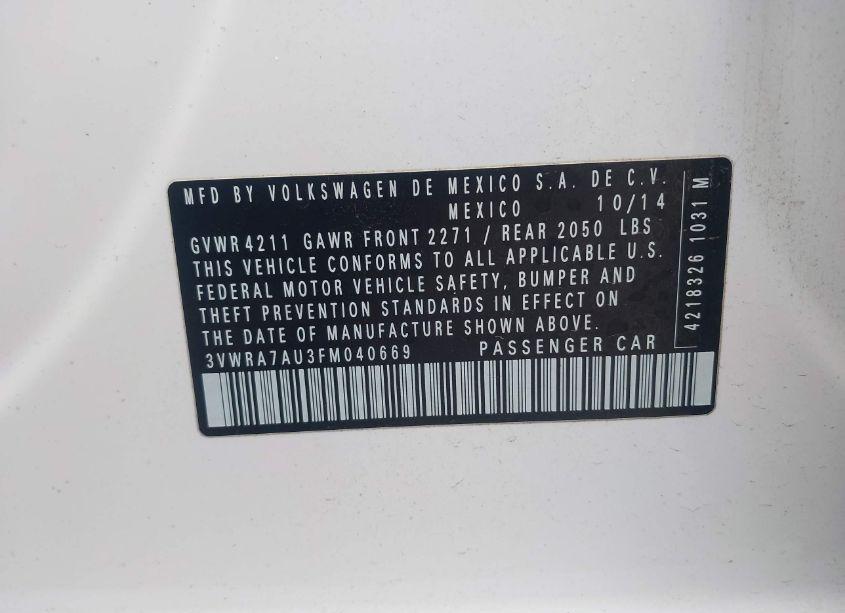 MFD BY VOLKSWAGEN DE MEXICO S.A. DE C.V.
MEXICO 10/14
GVWR 4211 GAWR FRONT 2271 / REAR 2050 LBS
THIS VEHICLE CONFORMS TO ALL APPLICABLE U.S.
FEDERAL MOTOR VEHICLE SAFETY, BUMPER AND
THEFT PREVENTION STANDARDS IN EFFECT ON
THE DATE OF MANUFACTURE SHOWN ABOVE.
3VWRA7AU3FM040669 PASSENGER CAR
4218326 1031 M